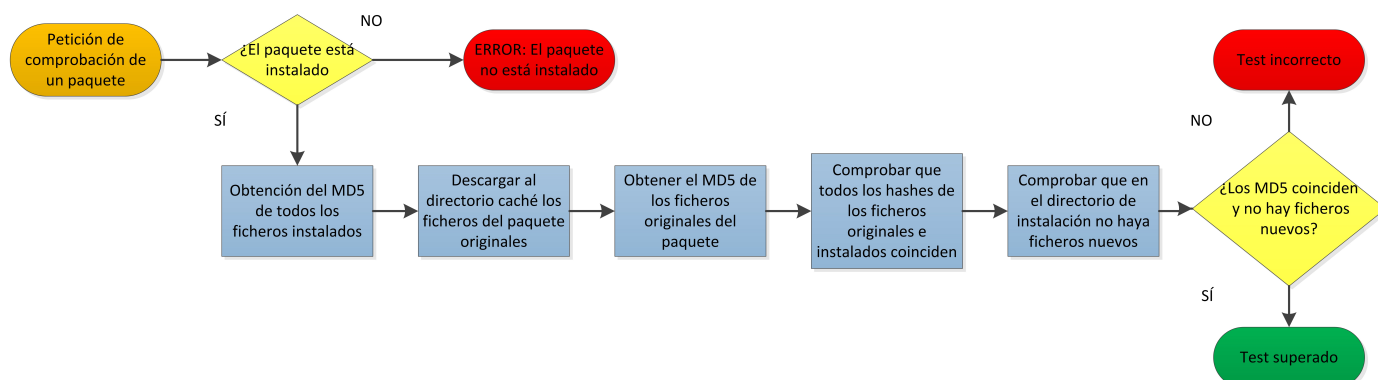 Petición de
comprobación de
un paquete
¿El paquete está
instalado
NO
ERROR: El paquete
no está instalado
SÍ
Obtención del MD5
de todos los
ficheros instalados
Descargar al
directorio caché los
ficheros del paquete
originales
Obtener el MD5 de
los ficheros
originales del
paquete
Comprobar que
todos los hashes de
los ficheros
originales e
instalados coinciden
Comprobar que en
el directorio de
instalación no haya
ficheros nuevos
¿Los MD5 coinciden
y no hay ficheros
nuevos?
NO
Test incorrecto
SÍ
Test superado